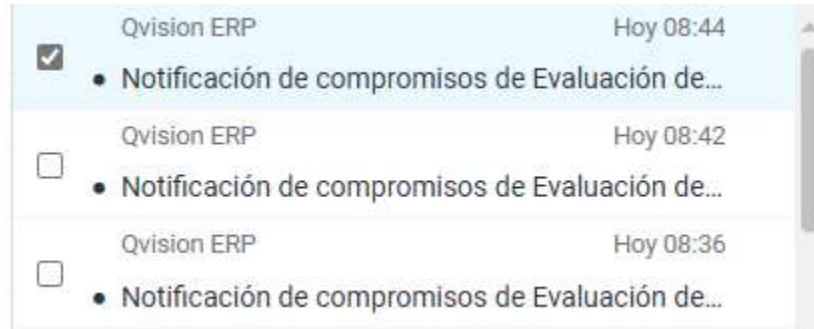 Qvision ERP Hoy 08:44
• Notificación de compromisos de Evaluación de...
Qvision ERP Hoy 08:42
• Notificación de compromisos de Evaluación de...
Qvision ERP Hoy 08:36
• Notificación de compromisos de Evaluación de...